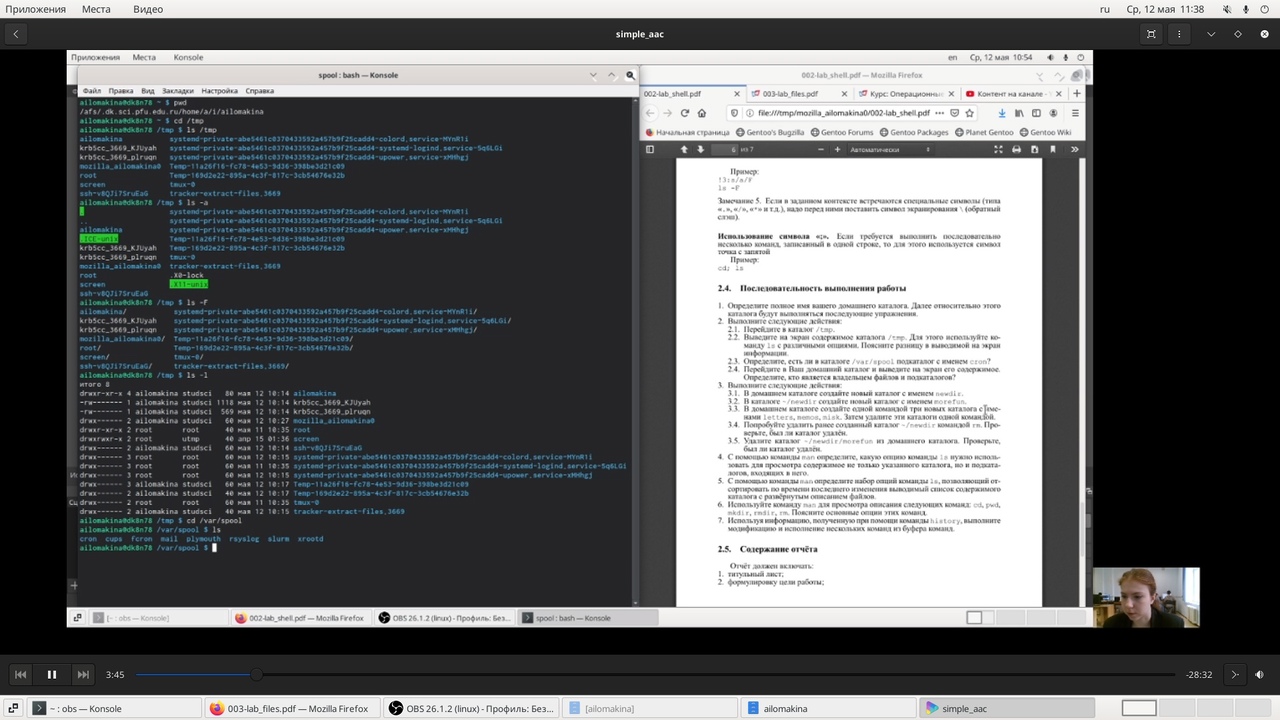 Приложения Места Видео
ru Ср, 12 мая 11:38
simple_aac
Приложения Места Konsole
en Ср, 12 мая 10:54
spool : bash — Konsole
002-lab_shell.pdf — Mozilla Firefox
Файл Правка Вид Закладки Настройка Справка
002-lab_shell.pdf
003-lab_files.pdf
Курс: Операционны
Контент на канале -
file:///tmp/mozilla_ailomakina0/002-lab_shell.pdf
Начальная страница Gentoo's Bugzilla Gentoo Forums Gentoo Packages Planet Gentoo Gentoo Wiki
6 из 7
Автоматически
ailomakina@dk8n78 ~ $ pwd
/afs/.dk.sci.pfu.edu.ru/home/a/i/ailomakina
ailomakina@dk8n78 ~ $ cd /tmp
ailomakina@dk8n78 /tmp $ ls /tmp
ailomakina systemd-private-abe5461c0370433592a457b9f25cadd4-colord.service-MYnR1i
krb5cc_3669_KJUyah systemd-private-abe5461c0370433592a457b9f25cadd4-systemd-logind.service-5q6LGi
krb5cc_3669_plruqn systemd-private-abe5461c0370433592a457b9f25cadd4-upower.service-xMHhgj
mozilla_ailomakina0 Temp-11a26f16-fc78-4e53-9d36-398be3d21c09
root Temp-169d2e22-895a-4c3f-817c-3cb54676e32b
screen tmux-0
ssh-v8QJi7SruEaG tracker-extract-files.3669
ailomakina@dk8n78 /tmp $ ls -a
. systemd-private-abe5461c0370433592a457b9f25cadd4-colord.service-MYnR1i
.. systemd-private-abe5461c0370433592a457b9f25cadd4-systemd-logind.service-5q6LGi
ailomakina systemd-private-abe5461c0370433592a457b9f25cadd4-upower.service-xMHhgj
.ICE-unix Temp-11a26f16-fc78-4e53-9d36-398be3d21c09
krb5cc_3669_KJUyah Temp-169d2e22-895a-4c3f-817c-3cb54676e32b
krb5cc_3669_plruqn tmux-0
mozilla_ailomakina0 tracker-extract-files.3669
root .X0-lock
screen .X11-unix
ssh-v8QJi7SruEaG
ailomakina@dk8n78 /tmp $ ls -F
ailomakina/ systemd-private-abe5461c0370433592a457b9f25cadd4-colord.service-MYnR1i/
krb5cc_3669_KJUyah systemd-private-abe5461c0370433592a457b9f25cadd4-systemd-logind.service-5q6LGi/
krb5cc_3669_plruqn systemd-private-abe5461c0370433592a457b9f25cadd4-upower.service-xMHhgj/
mozilla_ailomakina0/ Temp-11a26f16-fc78-4e53-9d36-398be3d21c09/
root/ Temp-169d2e22-895a-4c3f-817c-3cb54676e32b/
screen/ tmux-0/
ssh-v8QJi7SruEaG/ tracker-extract-files.3669/
ailomakina@dk8n78 /tmp $ ls -l
итого 8
drwxr-xr-x 4 ailomakina studsci 80 мая 12 10:14 ailomakina
-rw------- 1 ailomakina studsci 1118 мая 12 10:14 krb5cc_3669_KJUyah
-rw------- 1 ailomakina studsci 569 мая 12 10:14 krb5cc_3669_plruqn
drwx------ 2 ailomakina studsci 60 мая 12 10:27 mozilla_ailomakina0
drwxr-xr-x 2 root root 40 мая 11 10:35 root
drwxrwxr-x 2 root utmp 40 апр 15 01:36 screen
drwx------ 2 ailomakina studsci 60 мая 12 10:14 ssh-v8QJi7SruEaG
drwx------ 3 root root 60 мая 11 10:35 systemd-private-abe5461c0370433592a457b9f25cadd4-colord.service-MYnR1i
drwx------ 3 root root 60 мая 11 10:35 systemd-private-abe5461c0370433592a457b9f25cadd4-systemd-logind.service-5q6LGi
drwx------ 3 root root 60 мая 11 10:35 systemd-private-abe5461c0370433592a457b9f25cadd4-upower.service-xMHhgj
drwx------ 3 ailomakina studsci 60 мая 12 10:17 Temp-11a26f16-fc78-4e53-9d36-398be3d21c09
drwx------ 2 ailomakina studsci 40 мая 12 10:17 Temp-169d2e22-895a-4c3f-817c-3cb54676e32b
drwx------ 2 root root 60 мая 11 10:35 tmux-0
drwx------ 2 ailomakina studsci 40 мая 12 10:15 tracker-extract-files.3669
ailomakina@dk8n78 /tmp $ cd /var/spool
ailomakina@dk8n78 /var/spool $ ls
cron cups fcron mail plymouth rsyslog slurm xrootd
ailomakina@dk8n78 /var/spool $
Пример:
!3:s/a/F
ls -F
Замечание 5. Если в заданном контексте встречаются специальные символы (типа
«.», «/», «*» и т.д.), надо перед ними поставить символ экранирования \ (обратный
слэш).
Использование символа «;». Если требуется выполнить последовательно
несколько команд, записанный в одной строке, то для этого используется символ
точка с запятой
Пример:
cd; ls
2.4. Последовательность выполнения работы
1. Определите полное имя вашего домашнего каталога. Далее относительно этого
каталога будут выполняться последующие упражнения.
2. Выполните следующие действия:
2.1. Перейдите в каталог /tmp.
2.2. Выведите на экран содержимое каталога /tmp. Для этого используйте ко-
манду ls с различными опциями. Поясните разницу в выводимой на экран
информации.
2.3. Определите, есть ли в каталоге /var/spool подкаталог с именем cron?
2.4. Перейдите в Ваш домашний каталог и выведите на экран его содержимое.
Определите, кто является владельцем файлов и подкаталогов?
3. Выполните следующие действия:
3.1. В домашнем каталоге создайте новый каталог с именем newdir.
3.2. В каталоге ~/newdir создайте новый каталог с именем morefun.
3.3. В домашнем каталоге создайте одной командой три новых каталога с име-
нами letters, memos, misk. Затем удалите эти каталоги одной командой.
3.4. Попробуйте удалить ранее созданный каталог ~/newdir командой rm. Про-
верьте, был ли каталог удалён.
3.5. Удалите каталог ~/newdir/morefun из домашнего каталога. Проверьте,
был ли каталог удалён.
4. С помощью команды man определите, какую опцию команды ls нужно исполь-
зовать для просмотра содержимое не только указанного каталога, но и подката-
логов, входящих в него.
5. С помощью команды man определите набор опций команды ls, позволяющий от-
сортировать по времени последнего изменения выводимый список содержимого
каталога с развёрнутым описанием файлов.
6. Используйте команду man для просмотра описания следующих команд: cd, pwd,
mkdir, rmdir, rm. Поясните основные опции этих команд.
7. Используя информацию, полученную при помощи команды history, выполните
модификацию и исполнение нескольких команд из буфера команд.
2.5. Содержание отчёта
Отчёт должен включать:
1. титульный лист;
2. формулировку цели работы;
[~ : obs — Konsole]
002-lab_shell.pdf — Mozilla Firefox
OBS 26.1.2 (linux) - Профиль: Без...
spool : bash — Konsole
3:45
-28:32
~ : obs — Konsole
003-lab_files.pdf — Mozilla Firefox
OBS 26.1.2 (linux) - Профиль: Без...
[ailomakina]
ailomakina
simple_aac